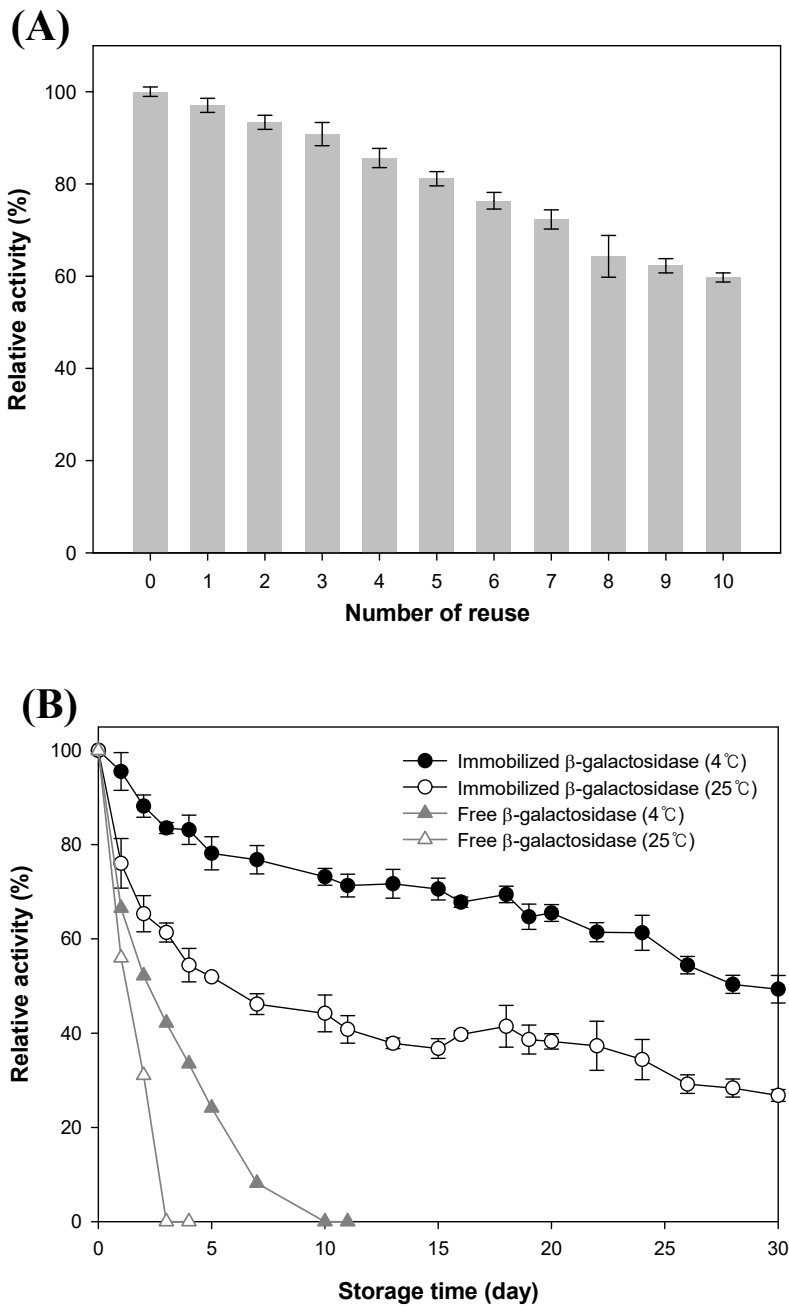 (A)
Relative activity (%)
100
80
60
40
20
0
0 1 2 3 4 5 6 7 8 9 10
Number of reuse
(B)
Relative activity (%)
100
80
60
40
20
0
Immobilized β-galactosidase (4℃)
Immobilized β-galactosidase (25℃)
Free β-galactosidase (4℃)
Free β-galactosidase (25℃)
0 5 10 15 20 25 30
Storage time (day)